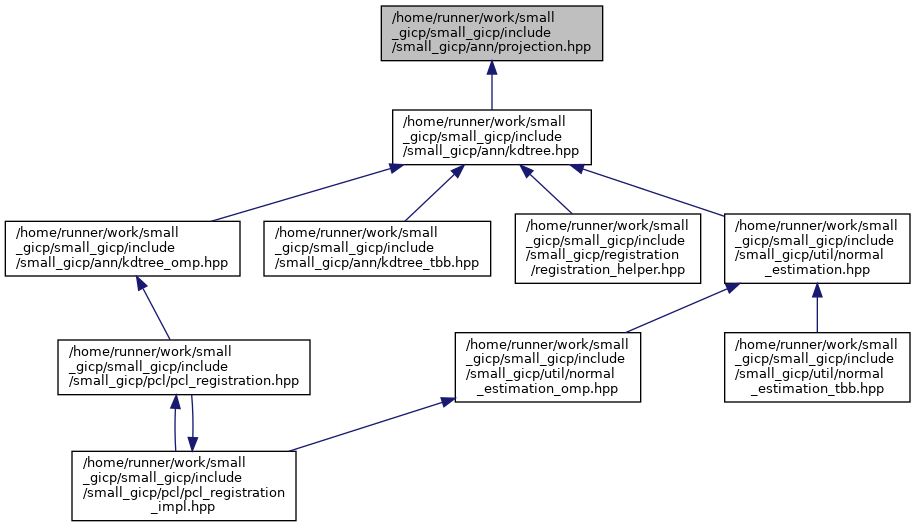 /home/runner/work/small
_gicp/small_gicp/include
/small_gicp/ann/projection.hpp
/home/runner/work/small
_gicp/small_gicp/include
/small_gicp/ann/kdtree.hpp
/home/runner/work/small
_gicp/small_gicp/include
/small_gicp/ann/kdtree_omp.hpp
/home/runner/work/small
_gicp/small_gicp/include
/small_gicp/ann/kdtree_tbb.hpp
/home/runner/work/small
_gicp/small_gicp/include
/small_gicp/registration
/registration_helper.hpp
/home/runner/work/small
_gicp/small_gicp/include
/small_gicp/util/normal
_estimation.hpp
/home/runner/work/small
_gicp/small_gicp/include
/small_gicp/pcl/pcl_registration.hpp
/home/runner/work/small
_gicp/small_gicp/include
/small_gicp/util/normal
_estimation_omp.hpp
/home/runner/work/small
_gicp/small_gicp/include
/small_gicp/util/normal
_estimation_tbb.hpp
/home/runner/work/small
_gicp/small_gicp/include
/small_gicp/pcl/pcl_registration
_impl.hpp